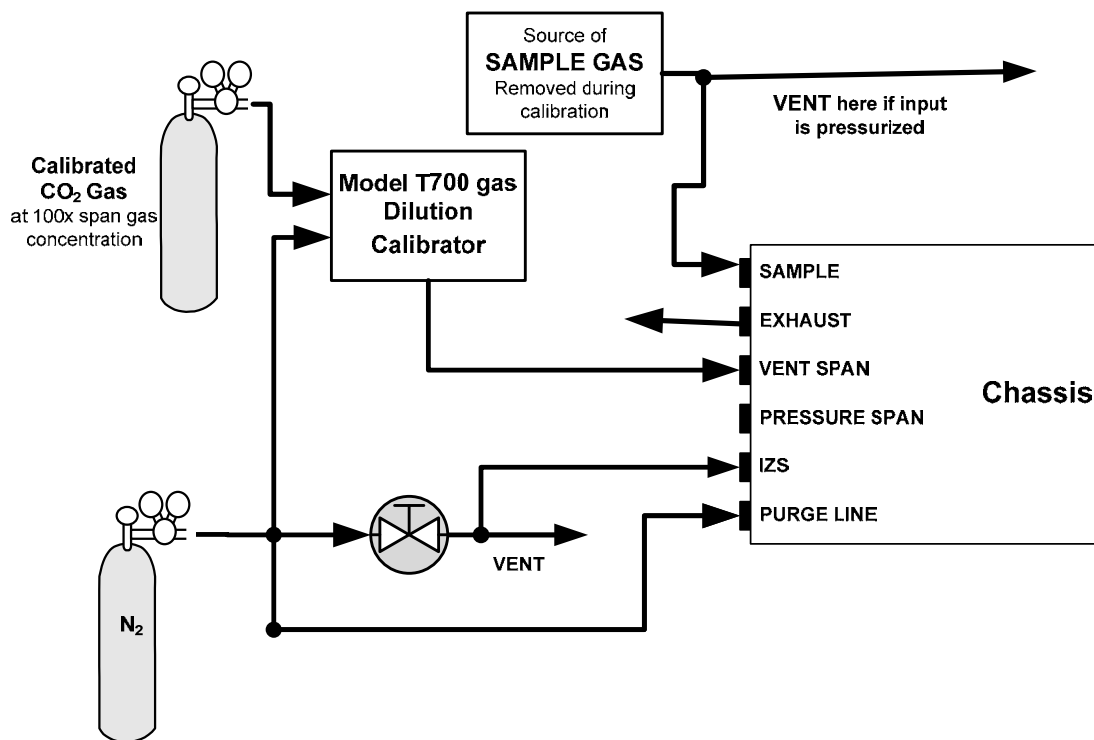 Source of
SAMPLE GAS
Removed during
calibration
VENT here if input
is pressurized
Calibrated
CO₂ Gas
at 100x span gas
concentration
Model T700 gas
Dilution
Calibrator
SAMPLE
EXHAUST
VENT SPAN
PRESSURE SPAN
IZS
PURGE LINE
Chassis
VENT
N₂